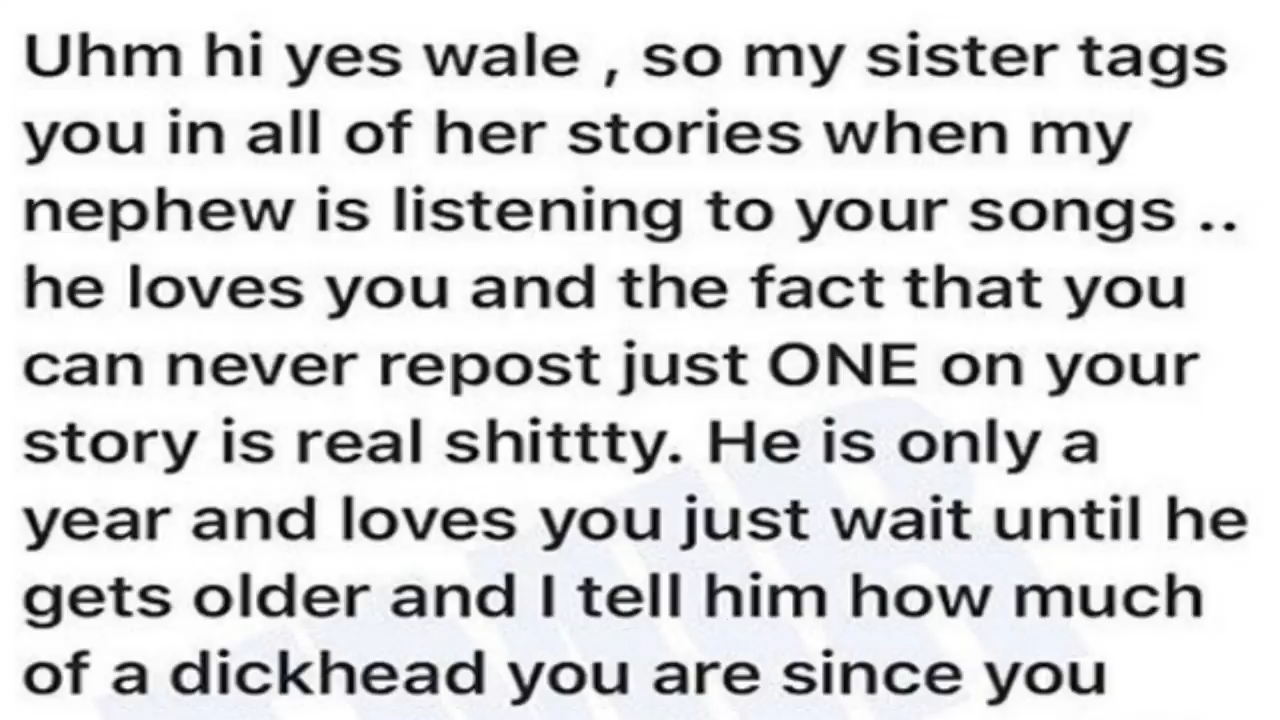 Uhm hi yes wale , so my sister tags
you in all of her stories when my
nephew is listening to your songs ..
he loves you and the fact that you
can never repost just ONE on your
story is real shittty. He is only a
year and loves you just wait until he
gets older and I tell him how much
of a dickhead you are since you